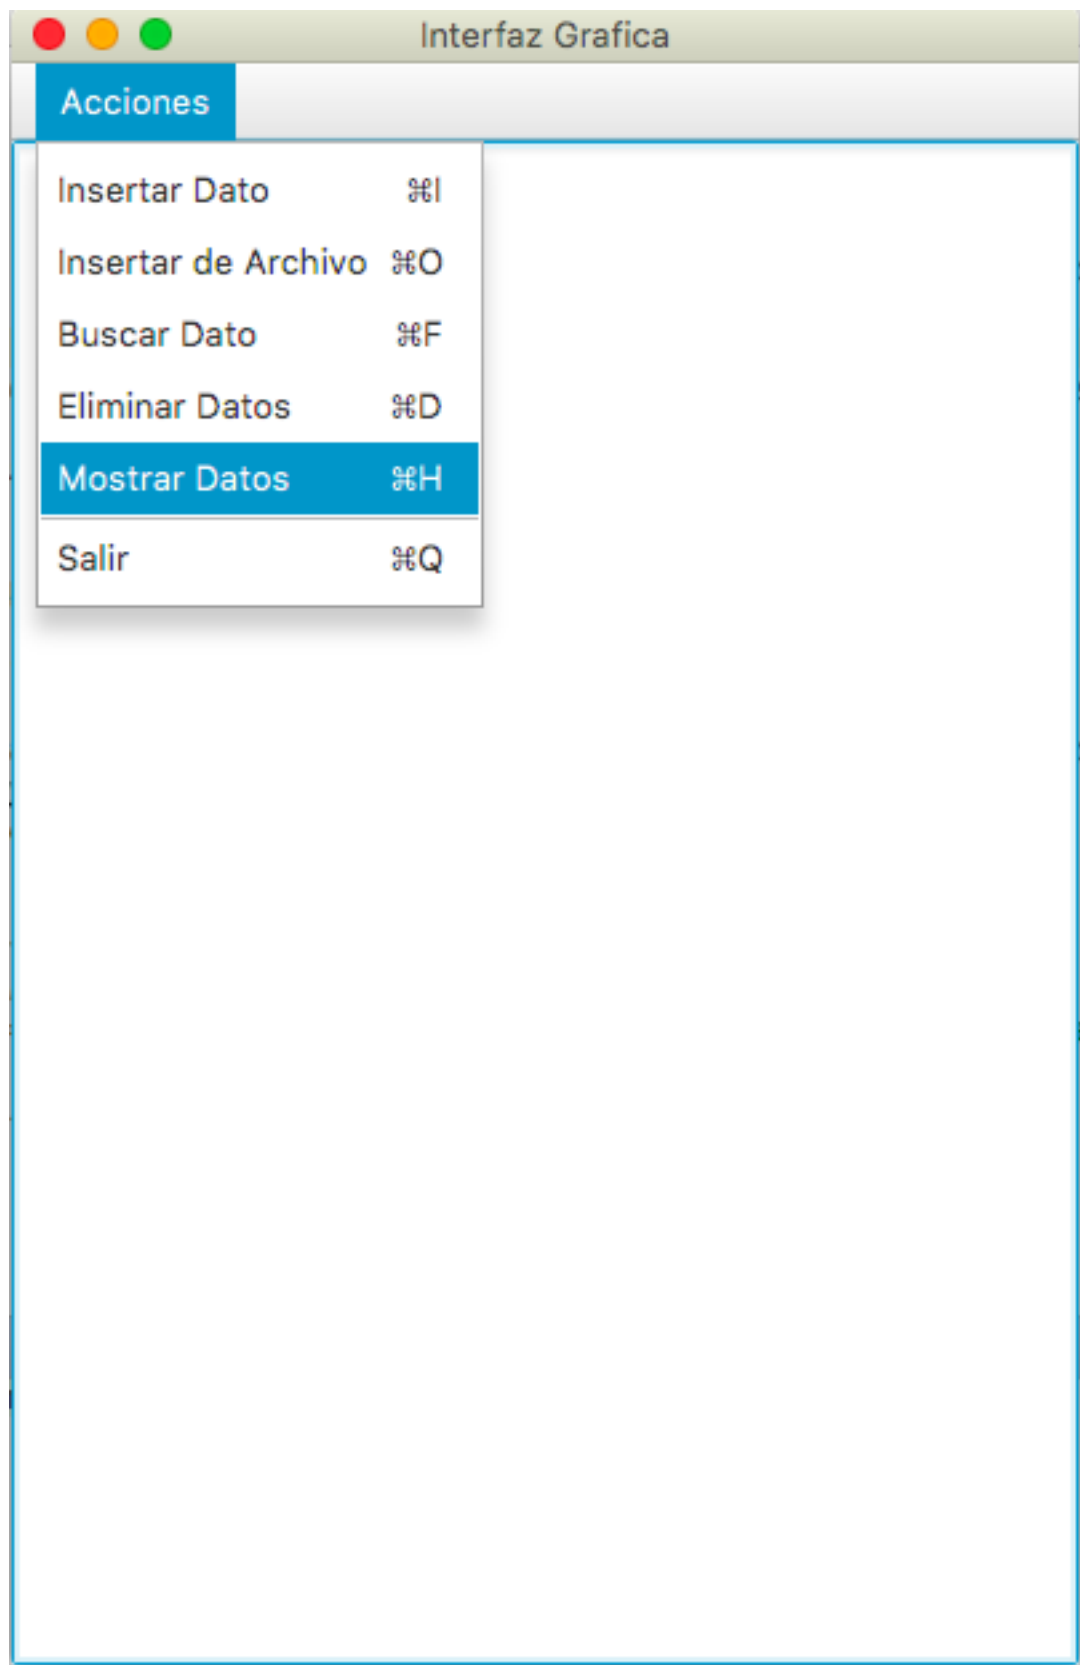 Interfaz Grafica
Acciones
Insertar Dato ⌘I
Insertar de Archivo ⌘O
Buscar Dato ⌘F
Eliminar Datos ⌘D
Mostrar Datos ⌘H
Salir ⌘Q